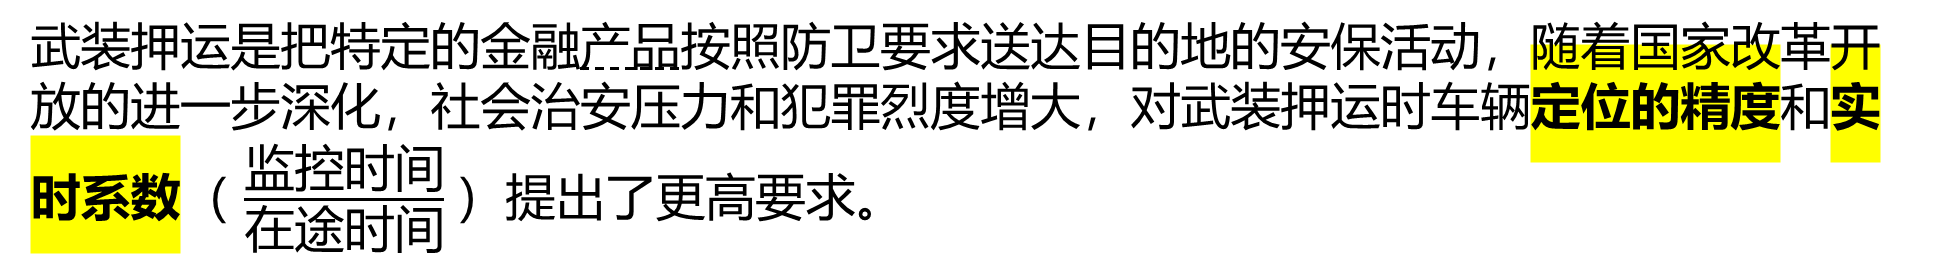 武装押运是把特定的金融产品按照防卫要求送达目的地的安保活动，随着国家改革开
放的进一步深化，社会治安压力和犯罪烈度增大，对武装押运时车辆定位的精度和实
时系数（监控时间/在途时间）提出了更高要求。